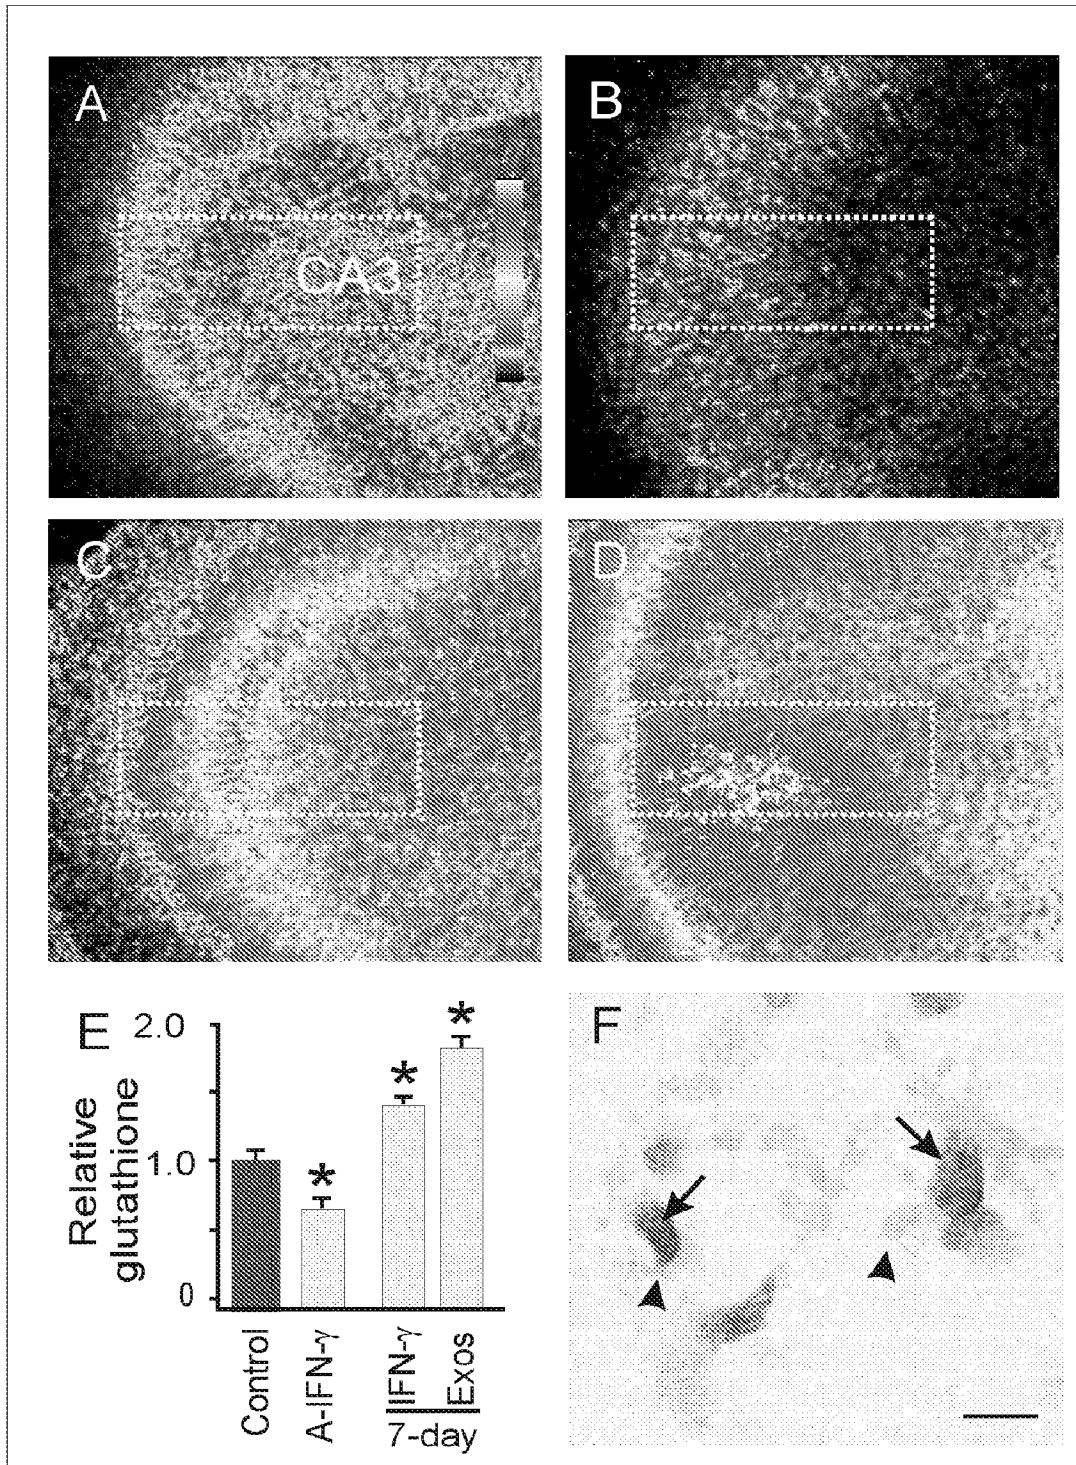 A
B
CA3
C
D
E
2.0
1.0
0
Relative
glutathione
*
*
*
Control
A-IFN-γ
IFN-γ
Exos
7-day
F